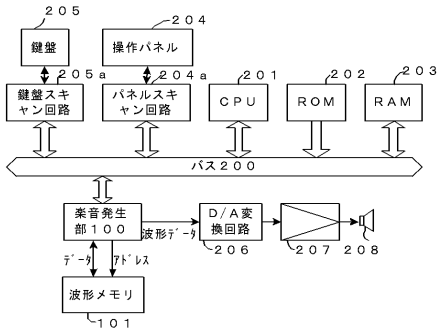 205
204
鍵盤
操作パネル
205a
204a
201
202
203
鍵盤スキ
ャン回路
パネルスキ
ャン回路
CPU
ROM
RAM
バス200
楽音発生
部100
波形データ
D/A変
換回路
206
207
208
データ
アドレス
波形メモリ
101